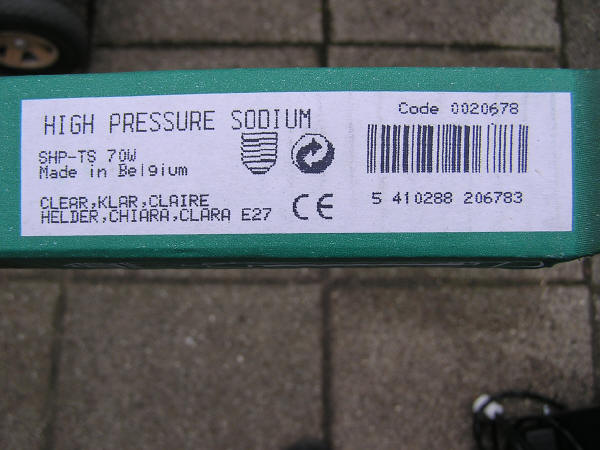 HIGH PRESSURE SODIUM
SHP-TS 70W
Made in Belgium
CLEAR,KLAR,CLAIRE
HELDER,CHIARA,CLARA E27
CE
Code 0020678
5 410288 206783